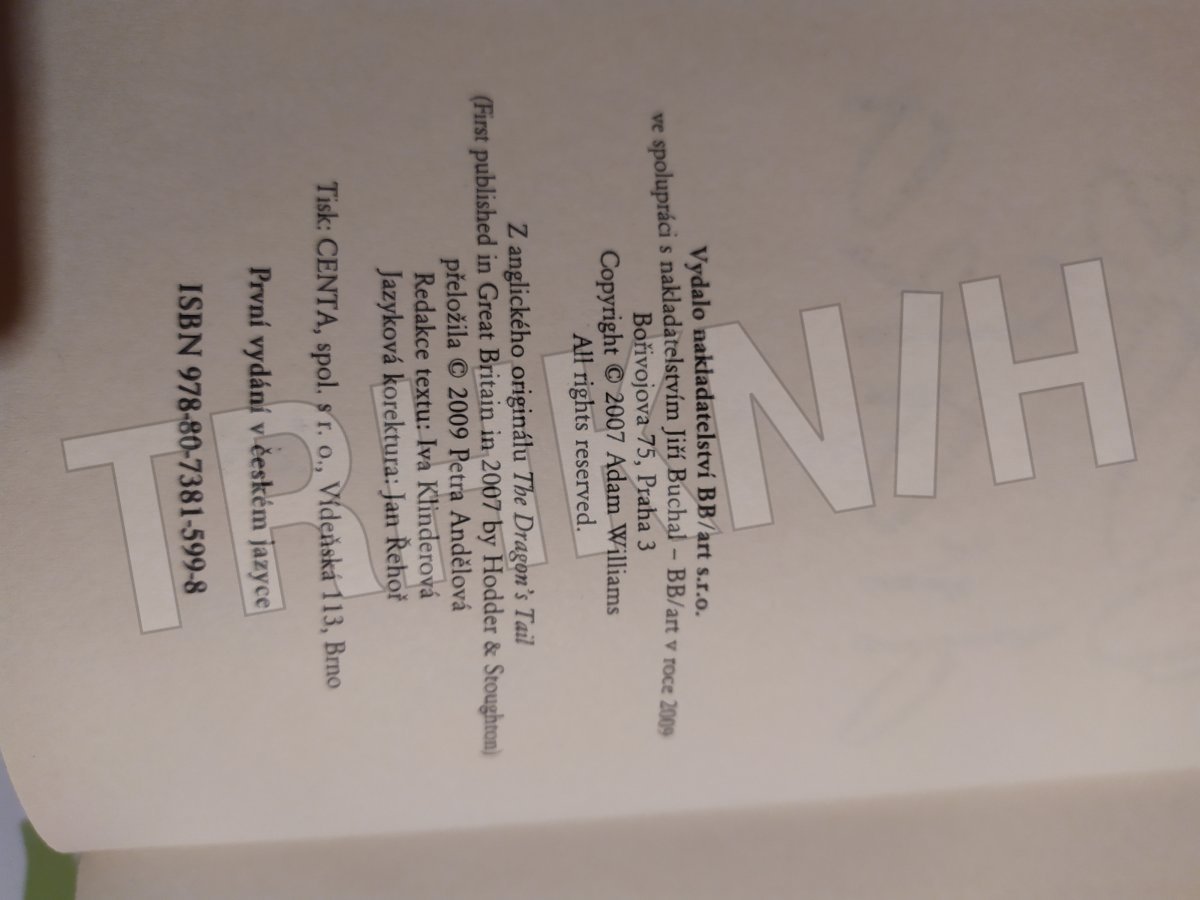 Vydalo nakladatelství BB/art s.r.o.
ve spolupráci s nakladatelstvím Jiří Buchal – BB/art v roce 2009
Bořivojova 75, Praha 3
Copyright © 2007 Adam Williams
All rights reserved.
Z anglického originálu The Dragon's Tail
(First published in Great Britain in 2007 by Hodder & Stoughton)
přeložila © 2009 Petra Andělová
Redakce textu: Iva Klinderová
Jazyková korektura: Jan Řehoř
Tisk: CENTA, spol. s r. o., Vídeňská 113, Brno
První vydání v českém jazyce
ISBN 978-80-7381-599-8
TRH KNIH